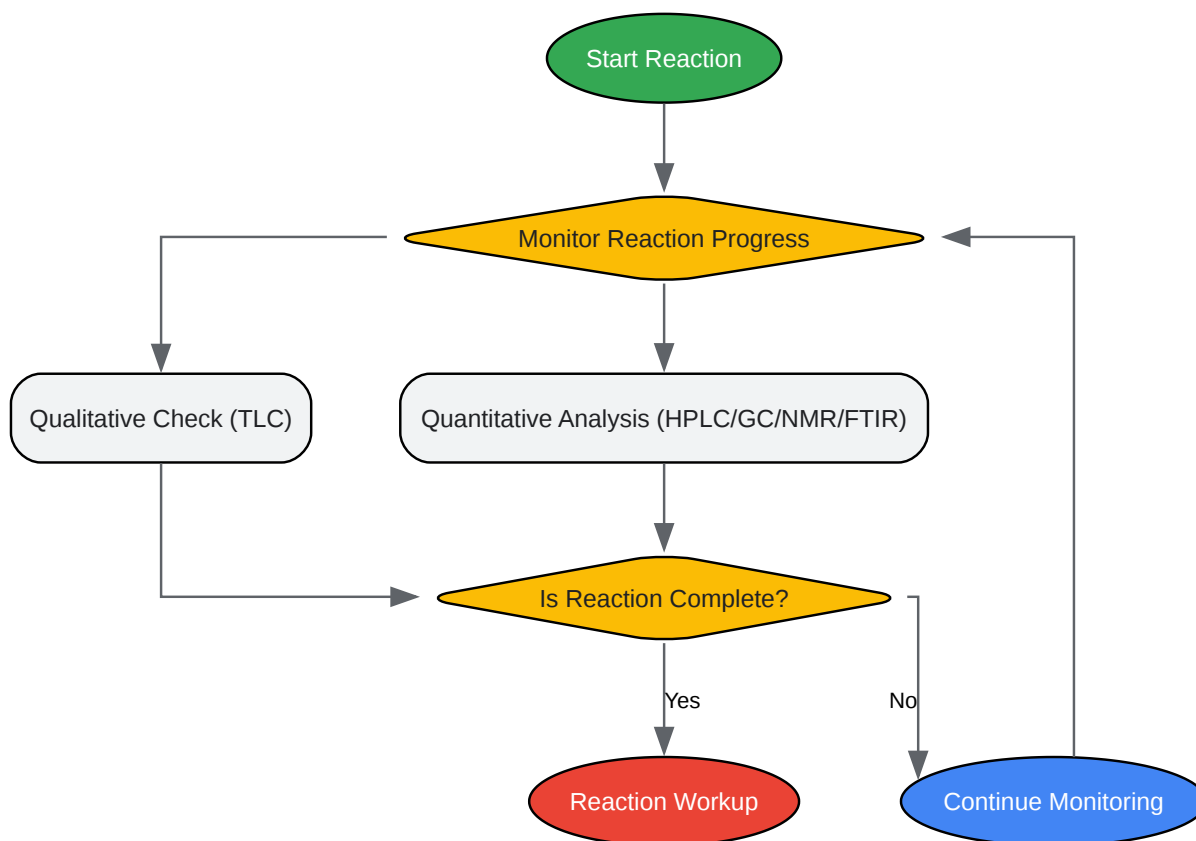 Start Reaction
Monitor Reaction Progress
Qualitative Check (TLC)
Quantitative Analysis (HPLC/GC/NMR/FTIR)
Is Reaction Complete?
Yes
No
Reaction Workup
Continue Monitoring